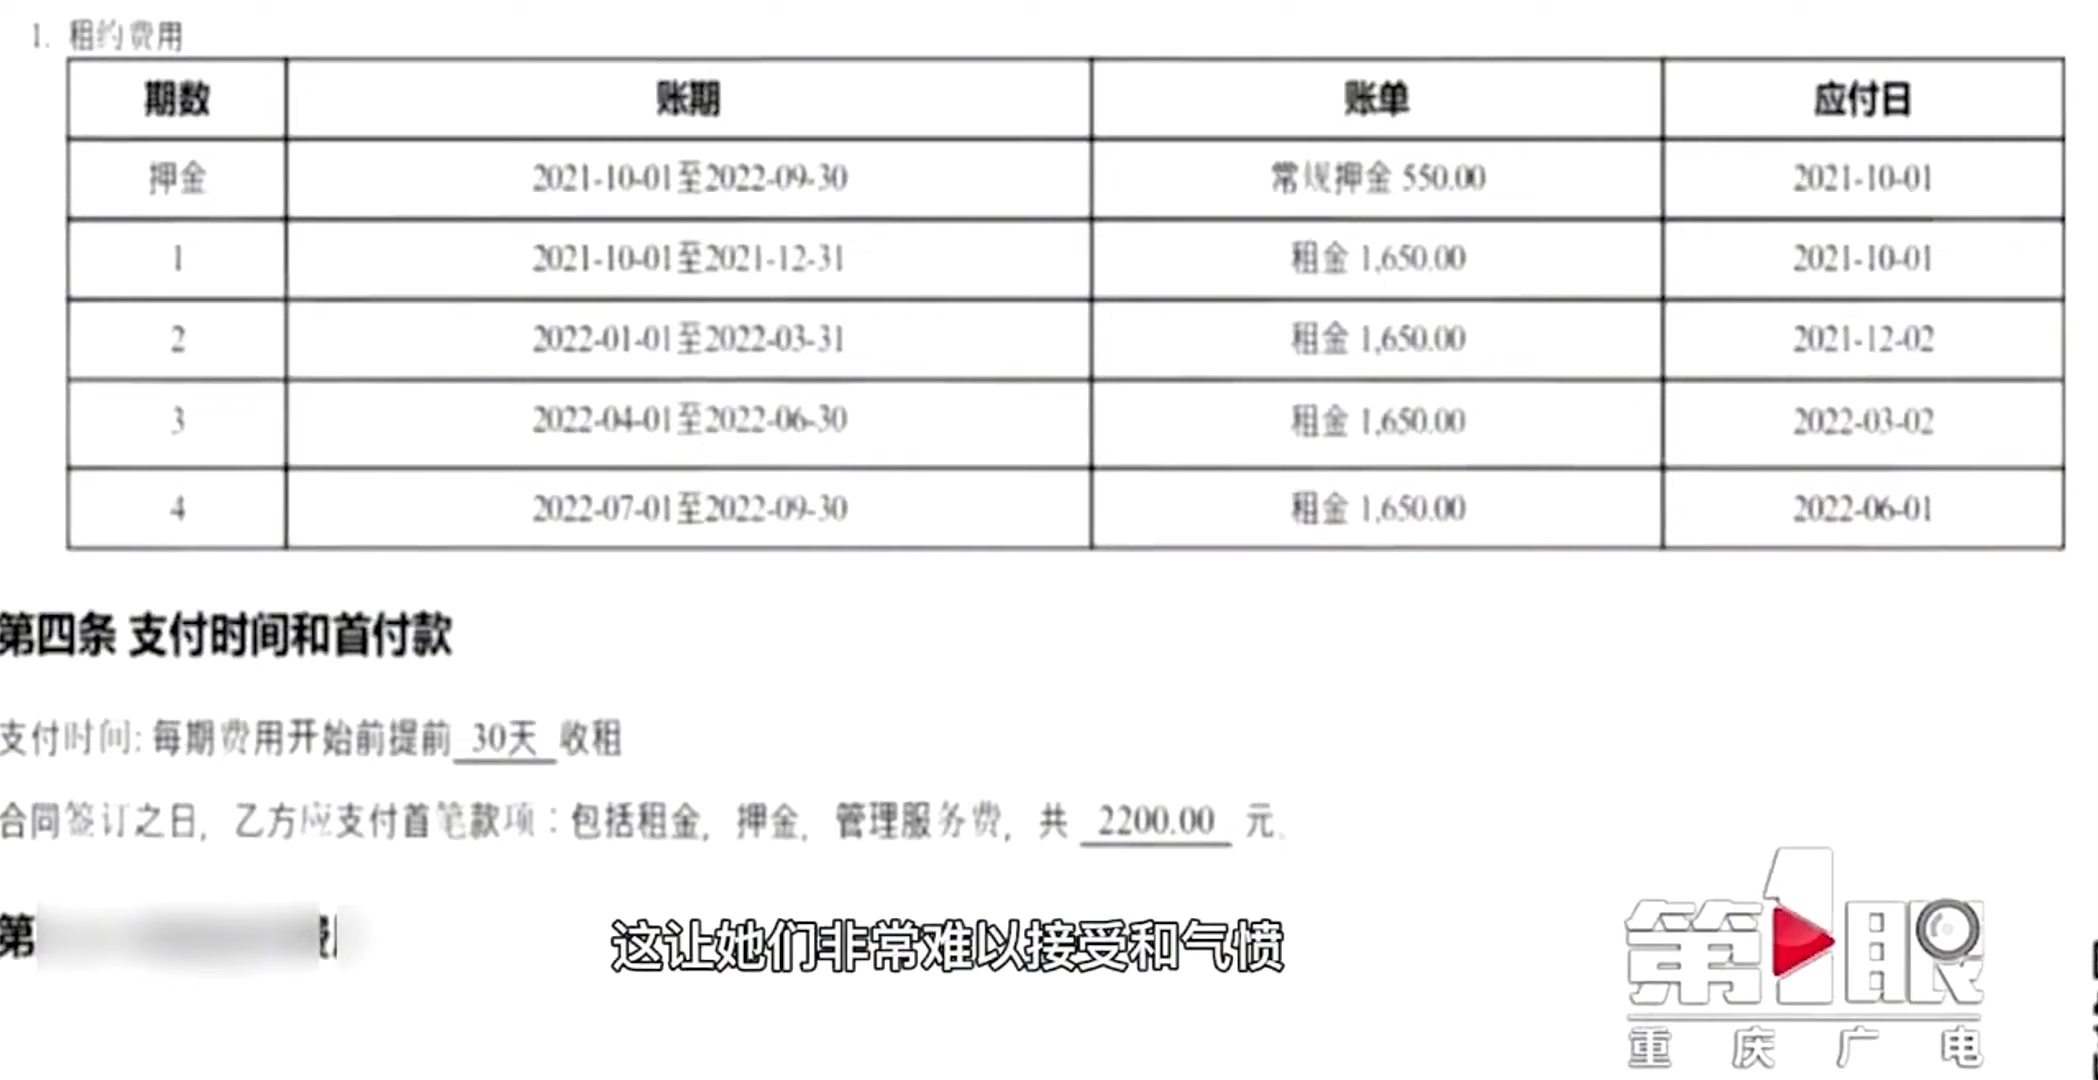 1. 租约费用
期数 账期 账单 应付日
押金 2021-10-01至2022-09-30 常规押金 550.00 2021-10-01
1 2021-10-01至2021-12-31 租金 1,650.00 2021-10-01
2 2022-01-01至2022-03-31 租金 1,650.00 2021-12-02
3 2022-04-01至2022-06-30 租金 1,650.00 2022-03-02
4 2022-07-01至2022-09-30 租金 1,650.00 2022-06-01
第四条 支付时间和首付款
支付时间: 每期费用开始前提前 30天 收租
合同签订之日, 乙方应支付首笔款项: 包括租金, 押金, 管理服务费, 共 2200.00 元.
第
这让她们非常难以接受和气愤
第1眼
重庆广电